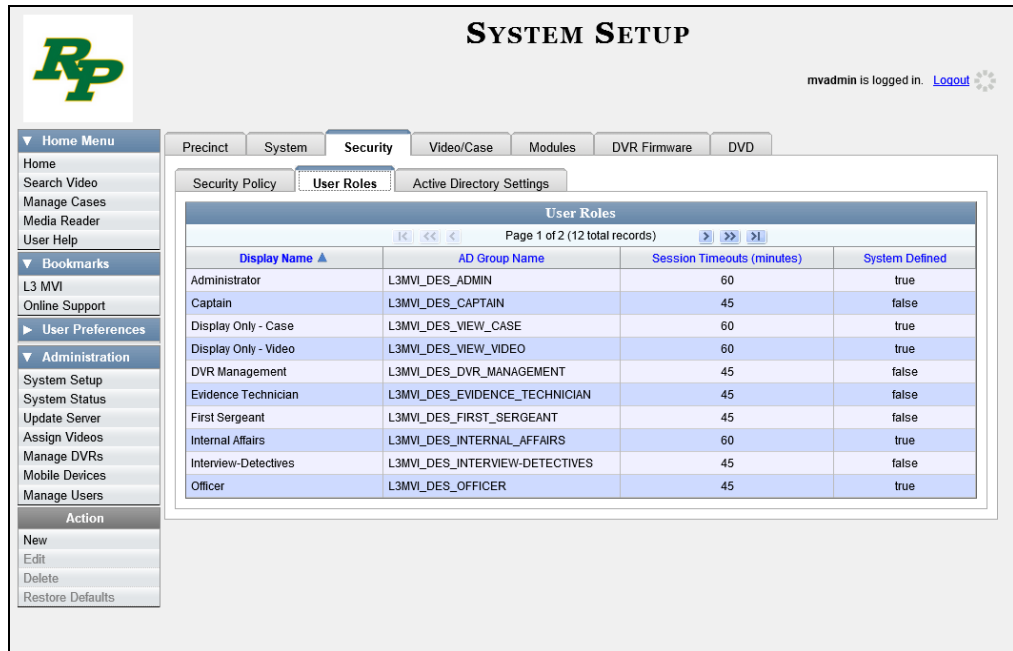 RP
SYSTEM SETUP
mvadmin is logged in. Logout
▼ Home Menu
Home
Search Video
Manage Cases
Media Reader
User Help
▼ Bookmarks
L3 MVI
Online Support
► User Preferences
▼ Administration
System Setup
System Status
Update Server
Assign Videos
Manage DVRs
Mobile Devices
Manage Users
Action
New
Edit
Delete
Restore Defaults
Precinct System Security Video/Case Modules DVR Firmware DVD
Security Policy User Roles Active Directory Settings
User Roles
|< << < Page 1 of 2 (12 total records) > >> >|
Display Name ▲ AD Group Name Session Timeouts (minutes) System Defined
Administrator L3MVI_DES_ADMIN 60 true
Captain L3MVI_DES_CAPTAIN 45 false
Display Only - Case L3MVI_DES_VIEW_CASE 60 true
Display Only - Video L3MVI_DES_VIEW_VIDEO 60 true
DVR Management L3MVI_DES_DVR_MANAGEMENT 45 false
Evidence Technician L3MVI_DES_EVIDENCE_TECHNICIAN 45 false
First Sergeant L3MVI_DES_FIRST_SERGEANT 45 false
Internal Affairs L3MVI_DES_INTERNAL_AFFAIRS 60 true
Interview-Detectives L3MVI_DES_INTERVIEW-DETECTIVES 45 false
Officer L3MVI_DES_OFFICER 45 true